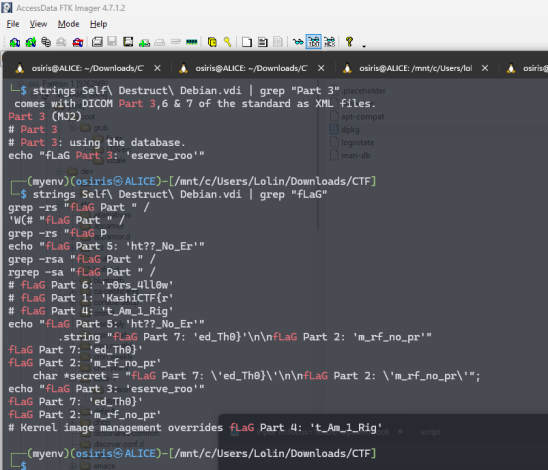 AccessData FTK Imager 4.7.1.2
File View Mode Help
osiris@ALICE: ~/Downloads/CT
osiris@ALICE: ~/Downloads/CT
osiris@ALICE: /mnt/c/Users/lol
osiris
placeholder
apt-compat
dpkg
logrotate
man-db
└─$ strings Self\ Destruct\ Debian.vdi | grep "Part 3"
comes with DICOM Part 3,6 & 7 of the standard as XML files.
Part 3 (MJ2)
# Part 3
# Part 3: using the database.
echo "fLaG Part 3: 'eserve_roo'"
┌──(myenv)(osiris㉿ALICE)-[/mnt/c/Users/Lolin/Downloads/CTF]
└─$ strings Self\ Destruct\ Debian.vdi | grep "fLaG"
grep -rs "fLaG Part " /
'W(# "fLaG Part " /
grep -rs "fLaG P
echo "fLaG Part 5: 'ht??_No_Er'"
grep -rsa "fLaG Part " /
rgrep -sa "fLaG Part " /
# fLaG Part 6: 'r0rs_4ll0w'
# fLaG Part 1: 'KashiCTF{r'
# fLaG Part 4: 't_Am_1_Rig'
echo "fLaG Part 5: 'ht??_No_Er'"
.string "fLaG Part 7: 'ed_Th0}'\n\nfLaG Part 2: 'm_rf_no_pr'"
fLaG Part 7: 'ed_Th0}'
fLaG Part 2: 'm_rf_no_pr'
char *secret = "fLaG Part 7: \'ed_Th0}\'\n\nfLaG Part 2: \'m_rf_no_pr\'";
echo "fLaG Part 3: 'eserve_roo'"
fLaG Part 7: 'ed_Th0}'
fLaG Part 2: 'm_rf_no_pr'
# Kernel image management overrides fLaG Part 4: 't_Am_1_Rig'
┌──(myenv)(osiris㉿ALICE)-[/mnt/c/Users/Lolin/Downloads/CTF]
└─$